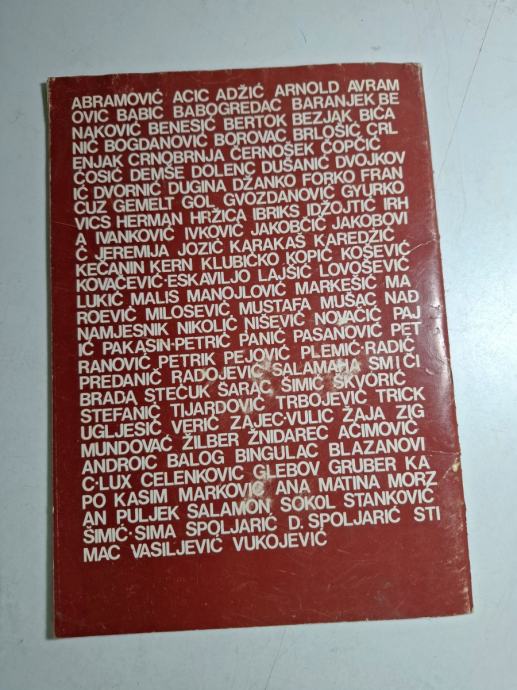 ABRAMOVIĆ ACIC ADŽIĆ ARNOLD AVRAM
OVIC BABIC BABOGREDAC BARANJEK BE
NAKOVIĆ BENESIĆ BERTOK BEZJAK BIĆA
NIĆ BOGDANOVIĆ BOROVAC BRLOŠIĆ CRL
ENJAK CRNOBRNJA ČERNOŠEK ČOPČIĆ
ĆOSIĆ DEMŠE DOLENC DUŠANIĆ DVOJKOV
IĆ DVORNIĆ DUGINA DŽANKO FORKO FRAN
CUZ GEMELT GOL GVOZDANOVIĆ GYURKO
VICS HERMAN HRŽICA IBRIKS IDŽOJTIĆ IRH
A IVANKOVIĆ IVKOVIĆ JAKOBČIĆ JAKOBOVI
Ć JEREMIJA JOZIĆ KARAKAŠ KAREDŽIĆ
KEČANIN KERN KLUBIČKO KOPIĆ KOŠEVIĆ
KOVAČEVIĆ-ESKAVILJO LAJŠIĆ LOVOŠEVIĆ
LUKIĆ MALIS MANOJLOVIĆ MARKEŠIĆ MA
ROEVIĆ MILOSEVIĆ MUSTAFA MUŠAC NAĐ
NAMJESNIK NIKOLIĆ NIŠEVIĆ NOVAČIĆ PAJ
IĆ PAKASIN-PETRIĆ PANIĆ PASANOVIĆ PET
RANOVIĆ PETRIK PEJOVIĆ PLEMIĆ-RADIĆ
PREDANIĆ RADOJEVIĆ SALAMAHA SMIČI
BRADA STEČUK ŠARAC ŠIMIĆ ŠKVORIĆ
STEFANIĆ TIJARDOVIĆ TRBOJEVIĆ TRICK
UGLJEŠIĆ VERIĆ ZAJEC-VULIĆ ŽAJA ZIG
MUNDOVAĆ ŽILBER ŽNIDAREC AĆIMOVIĆ
ANDROIĆ BALOG BINGULAC BLAZANOVI
Ć-LUX CELENKOVIC GLEBOV GRUBER KA
PO KASIM MARKOVIĆ ANA MATINA MORZ
AN PULJEK SALAMON SOKOL STANKOVIĆ
ŠIMIĆ-SIMA SPOLJARIĆ D. SPOLJARIĆ STI
MAC VASILJEVIĆ VUKOJEVIĆ